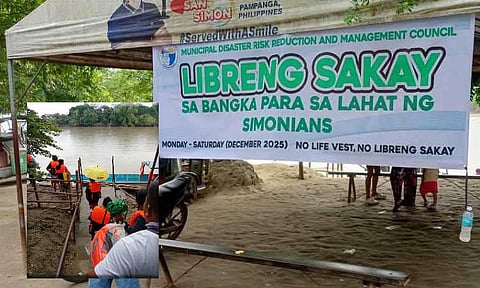 SAN
SIMON
PAMPANGA,
PHILIPPINES
#ServedWithASmile
MUNICIPAL DISASTER RISK REDUCTION AND MANAGEMENT COUNCIL
LIBRENG SAKAY
SA BANGKA PARA SA LAHAT NG
SIMONIANS
MONDAY - SATURDAY (DECEMBER 2025) NO LIFE VEST, NO LIBRENG SAKAY